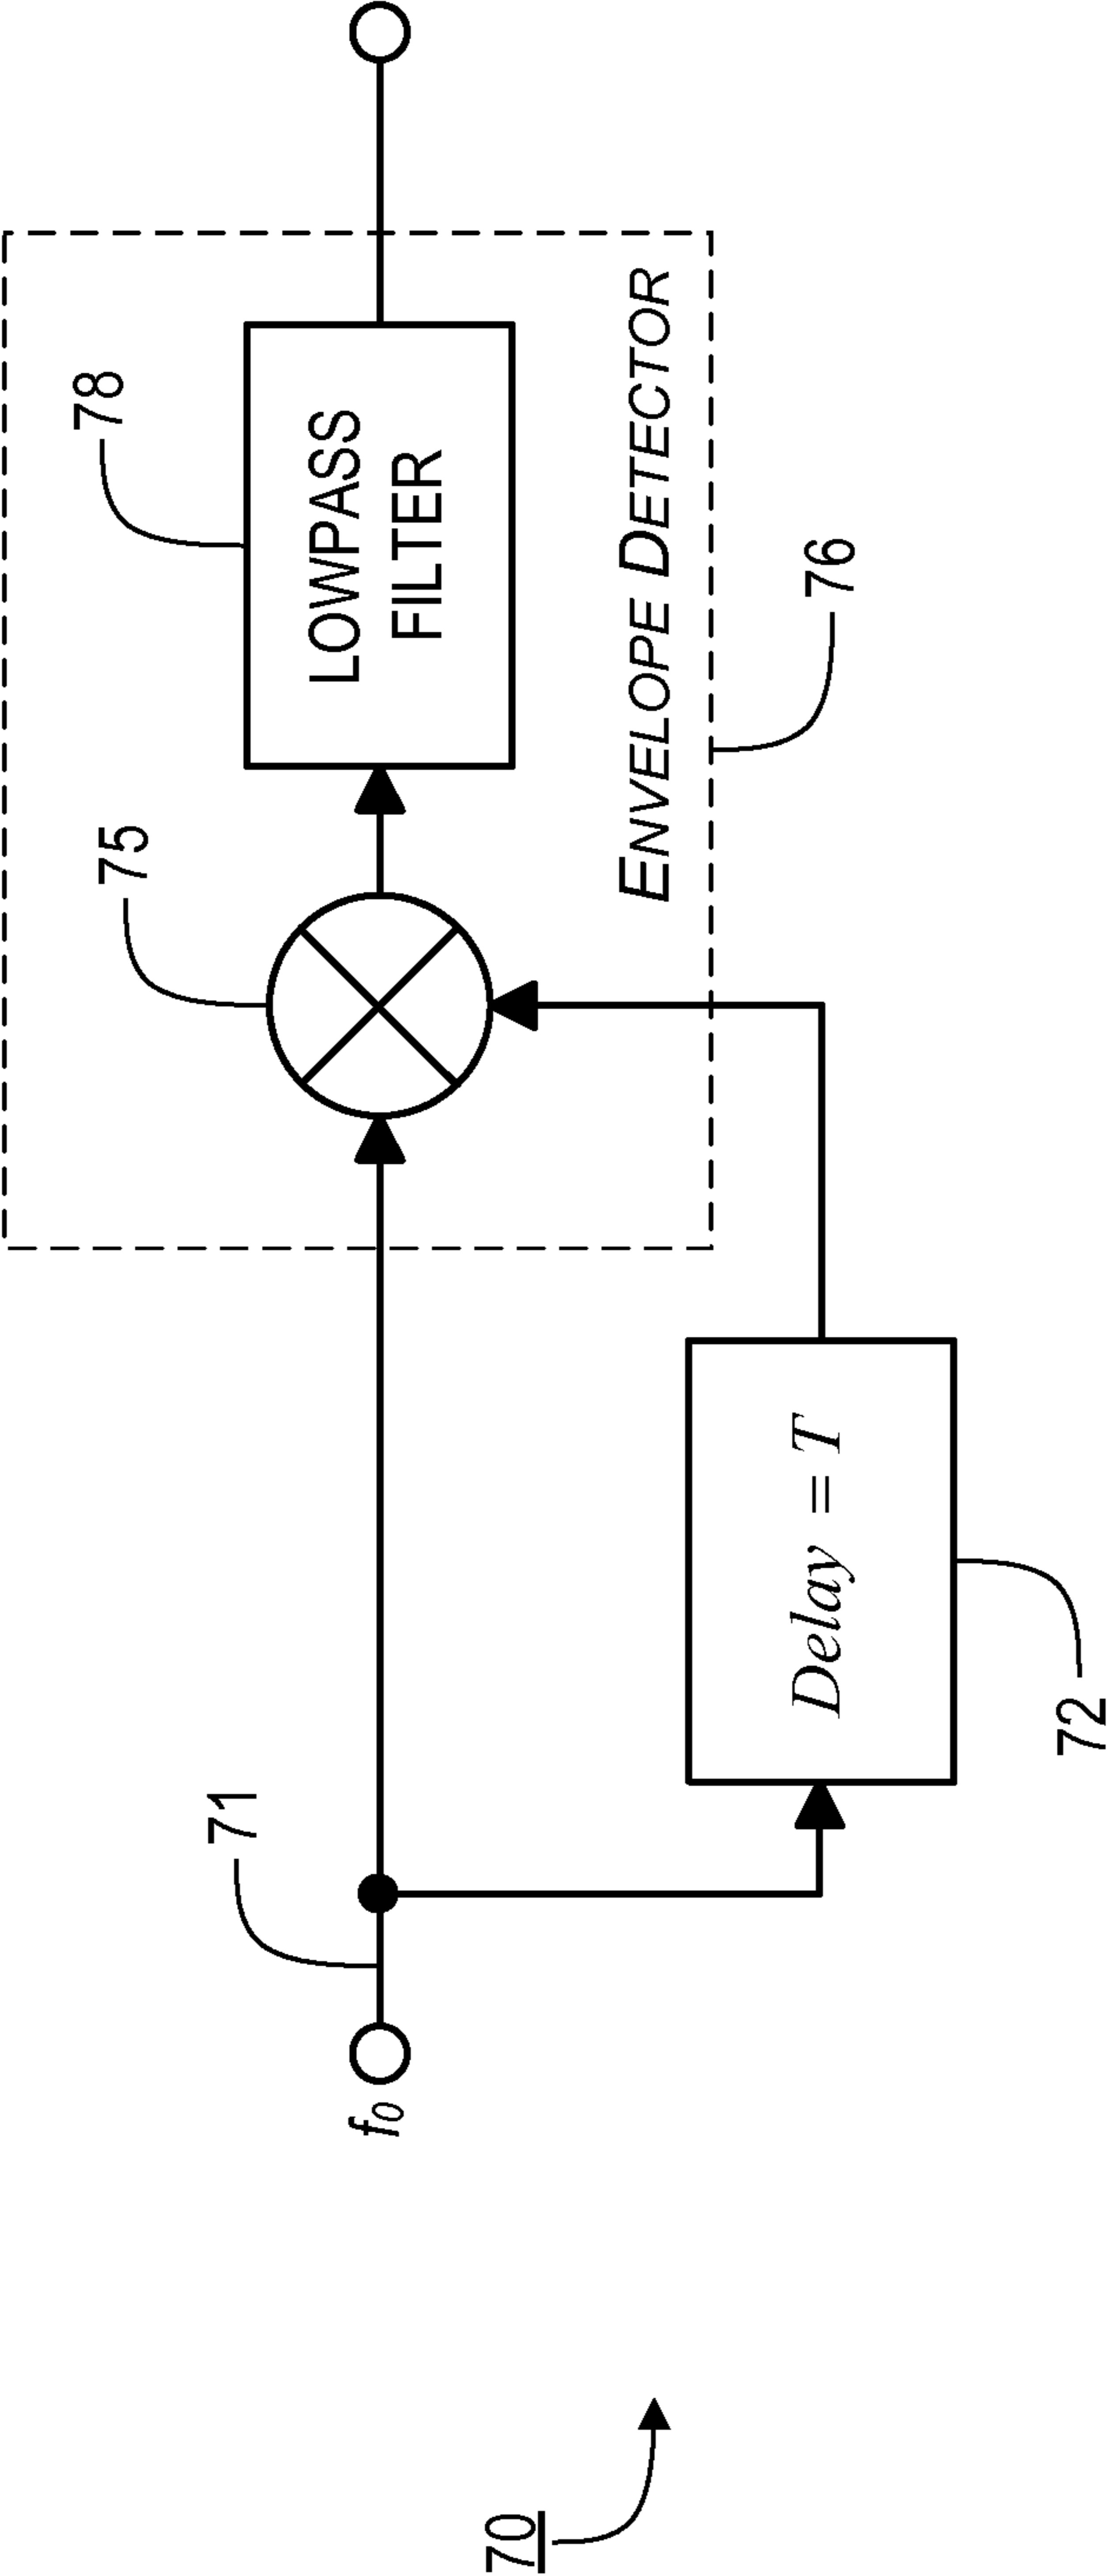 78
LOWPASS
FILTER
75
ENVELOPE DETECTOR
76
71
f0
Delay = T
72
70